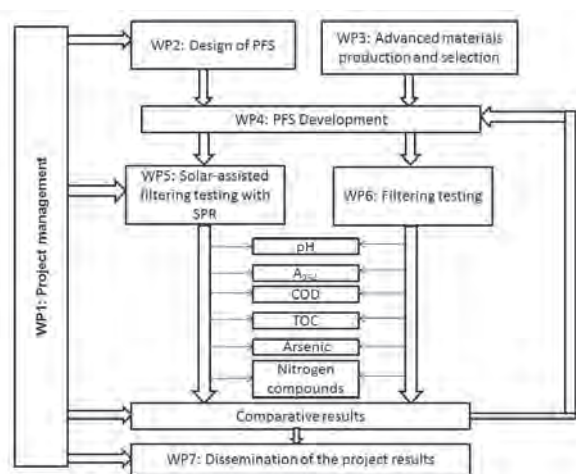 WP1: Project management
WP2: Design of PFS
WP3: Advanced materials
production and selection
WP4: PFS Development
WP5: Solar-assisted
filtering testing with
SPR
WP6: Filtering testing
pH
A254
COD
TOC
Arsenic
Nitrogen
compounds
Comparative results
WP7: Dissemination of the project results